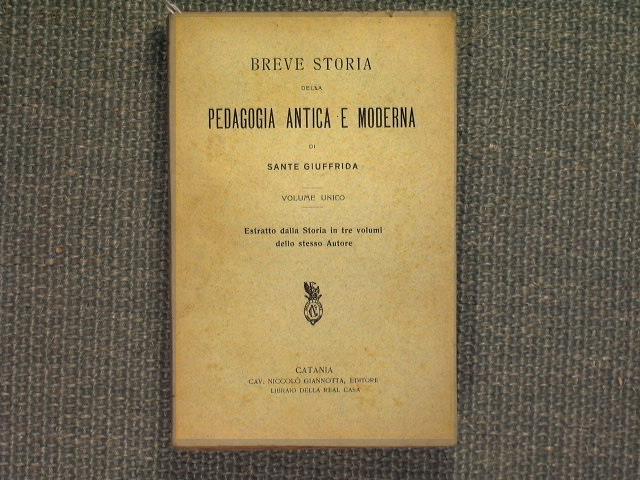 BREVE STORIA
DELLA
PEDAGOGIA ANTICA E MODERNA
DI
SANTE GIUFFRIDA
VOLUME UNICO
Estratto dalla Storia in tre volumi
dello stesso Autore
CATANIA
CAV. NICCOLÒ GIANNOTTA, EDITORE
LIBRAIO DELLA REAL CASA